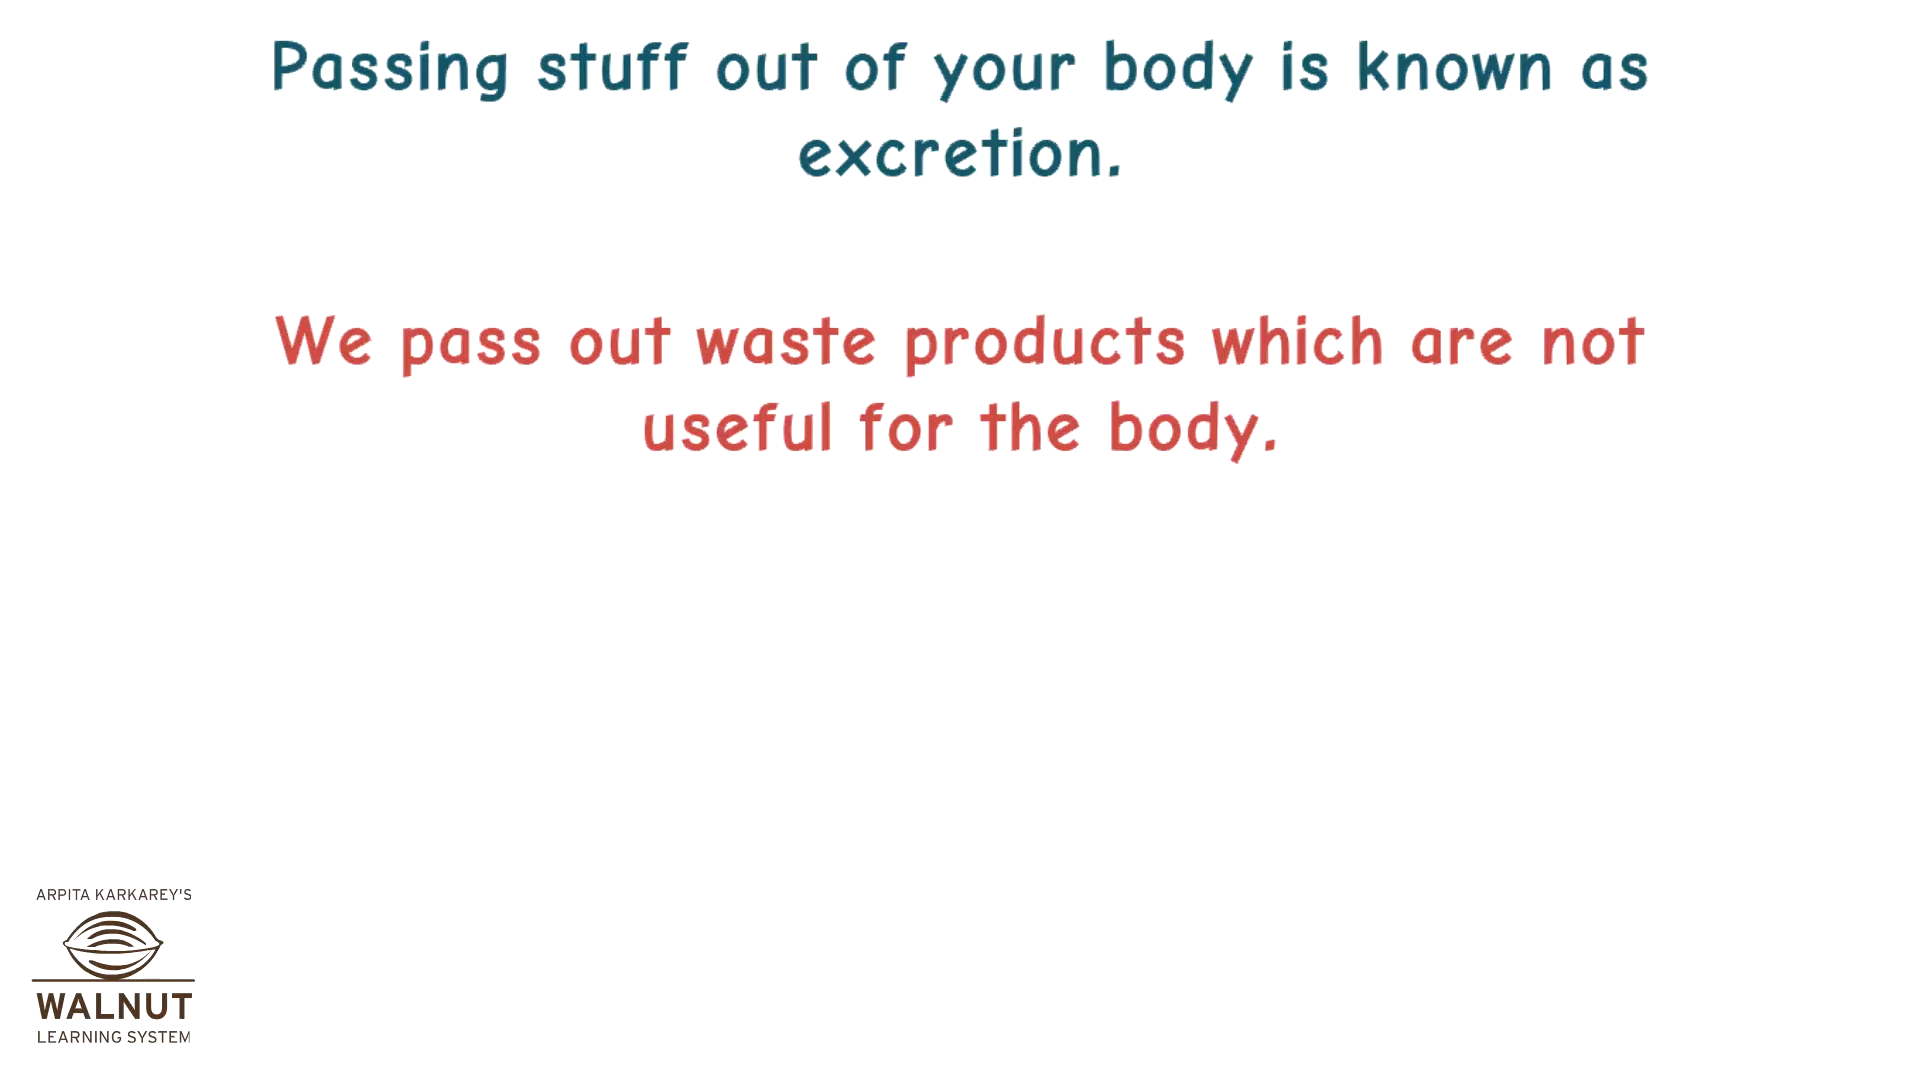 Passing stuff out of your body is known as
excretion.
We pass out waste products which are not
useful for the body.
ARPITA KARKAREY'S
WALNUT
LEARNING SYSTEM